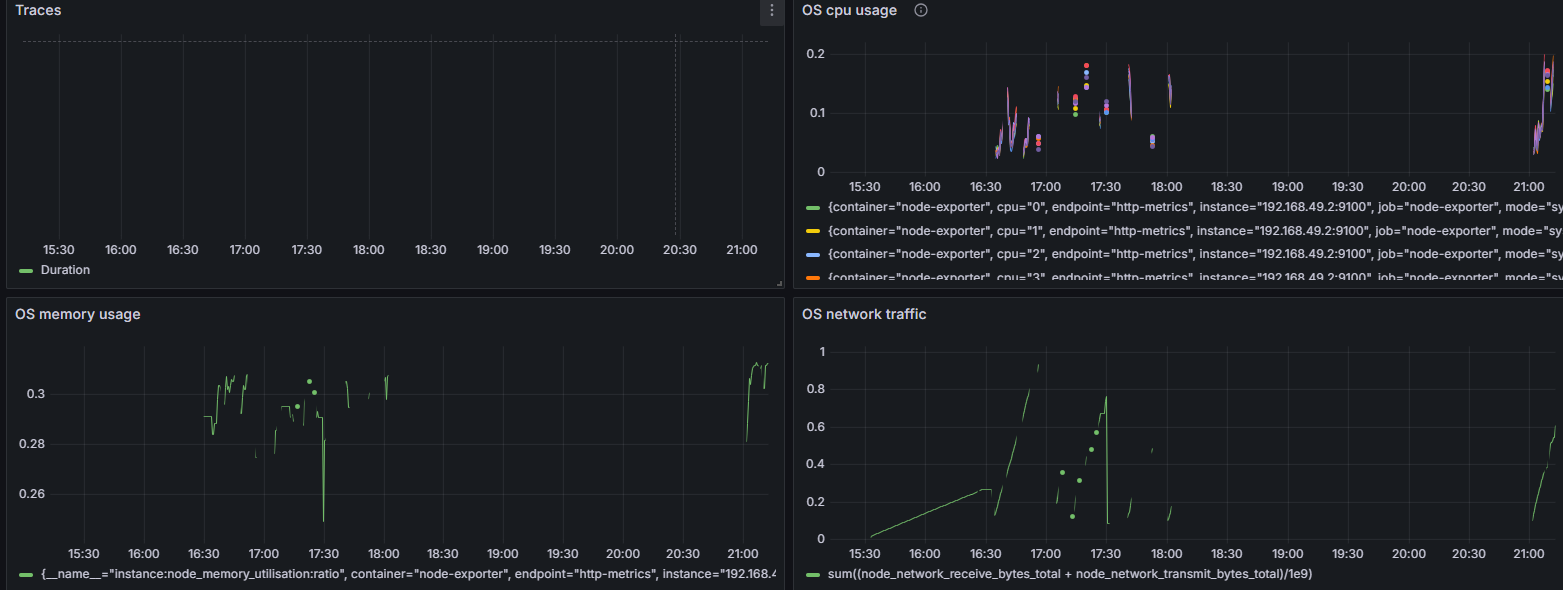 Traces
15:30 16:00 16:30 17:00 17:30 18:00 18:30 19:00 19:30 20:00 20:30 21:00
Duration
OS cpu usage
0.2
0.1
0
15:30 16:00 16:30 17:00 17:30 18:00 18:30 19:00 19:30 20:00 20:30 21:00
{container="node-exporter", cpu="0", endpoint="http-metrics", instance="192.168.49.2:9100", job="node-exporter", mode="sy
{container="node-exporter", cpu="1", endpoint="http-metrics", instance="192.168.49.2:9100", job="node-exporter", mode="sy
{container="node-exporter", cpu="2", endpoint="http-metrics", instance="192.168.49.2:9100", job="node-exporter", mode="sy
{container="node-exporter", cpu="3", endpoint="http-metrics", instance="192.168.49.2:9100", job="node-exporter", mode="sy
OS memory usage
0.3
0.28
0.26
15:30 16:00 16:30 17:00 17:30 18:00 18:30 19:00 19:30 20:00 20:30 21:00
{__name__="instance:node_memory_utilisation:ratio", container="node-exporter", endpoint="http-metrics", instance="192.168.4
OS network traffic
1
0.8
0.6
0.4
0.2
0
15:30 16:00 16:30 17:00 17:30 18:00 18:30 19:00 19:30 20:00 20:30 21:00
sum((node_network_receive_bytes_total + node_network_transmit_bytes_total)/1e9)